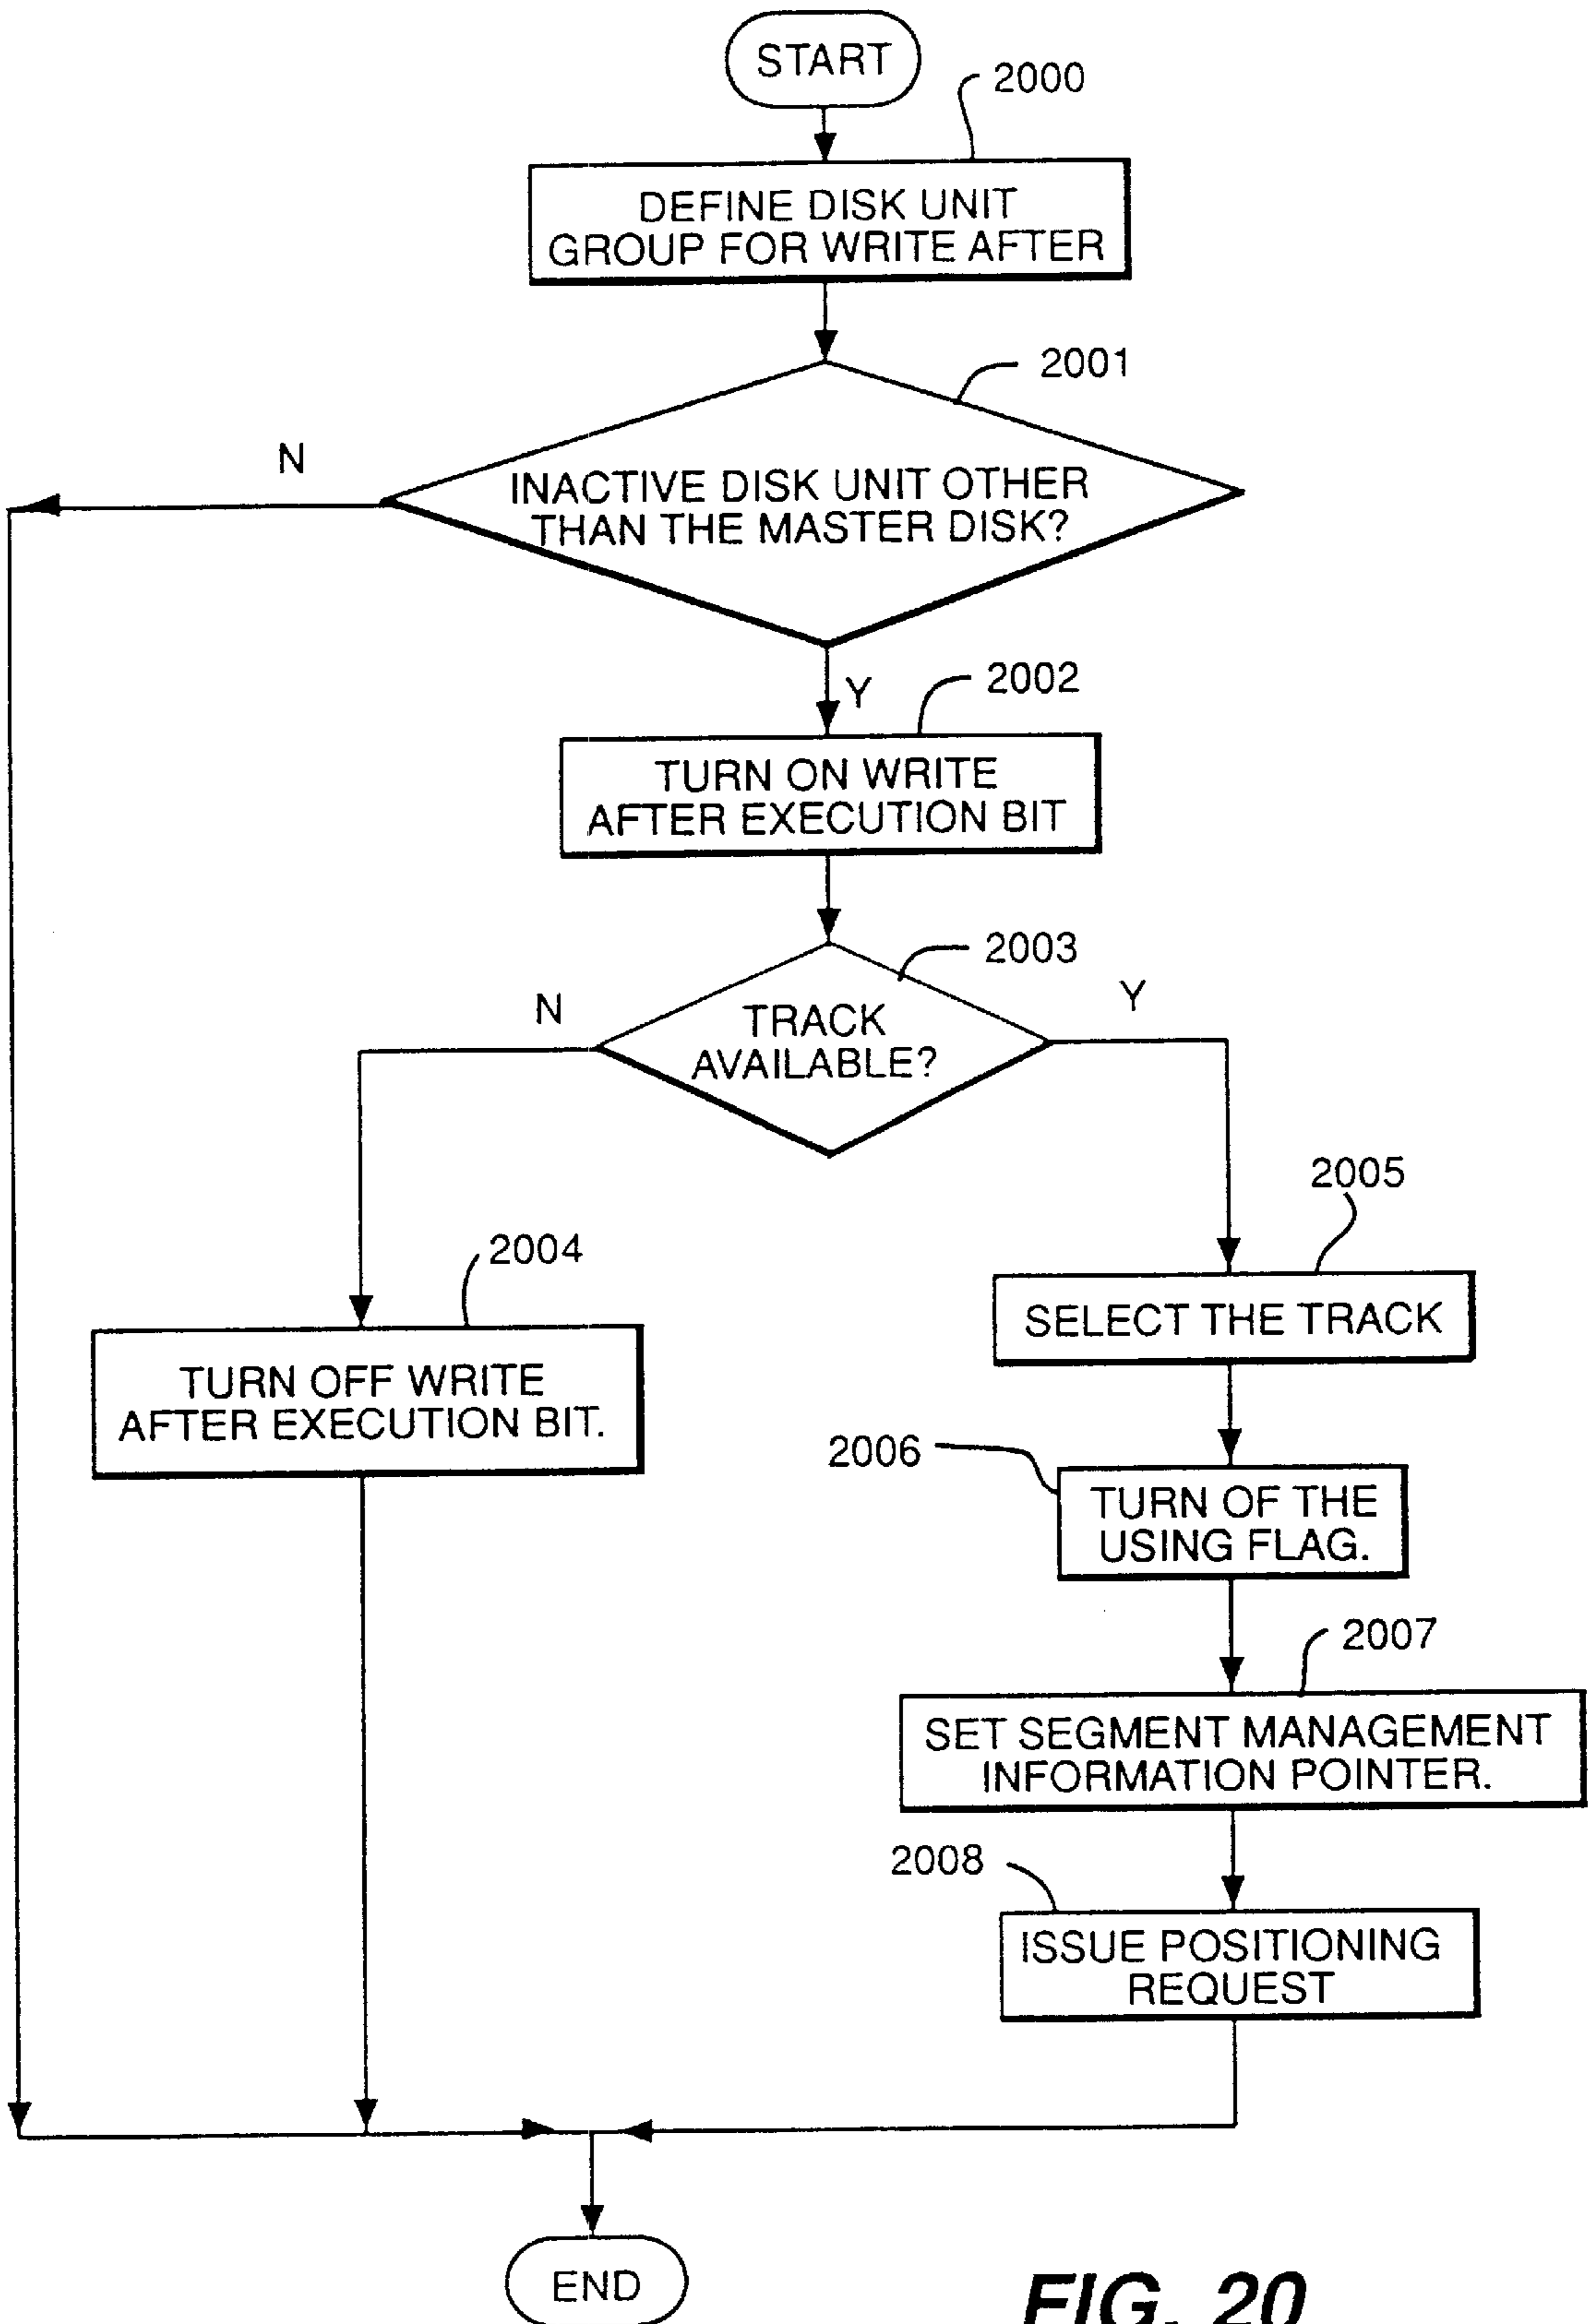 START
2000
DEFINE DISK UNIT
GROUP FOR WRITE AFTER
2001
N
INACTIVE DISK UNIT OTHER
THAN THE MASTER DISK?
Y
2002
TURN ON WRITE
AFTER EXECUTION BIT
2003
N
Y
TRACK
AVAILABLE?
2005
2004
SELECT THE TRACK
TURN OFF WRITE
AFTER EXECUTION BIT.
2006
TURN OF THE
USING FLAG.
2007
SET SEGMENT MANAGEMENT
INFORMATION POINTER.
2008
ISSUE POSITIONING
REQUEST
END
FIG. 20